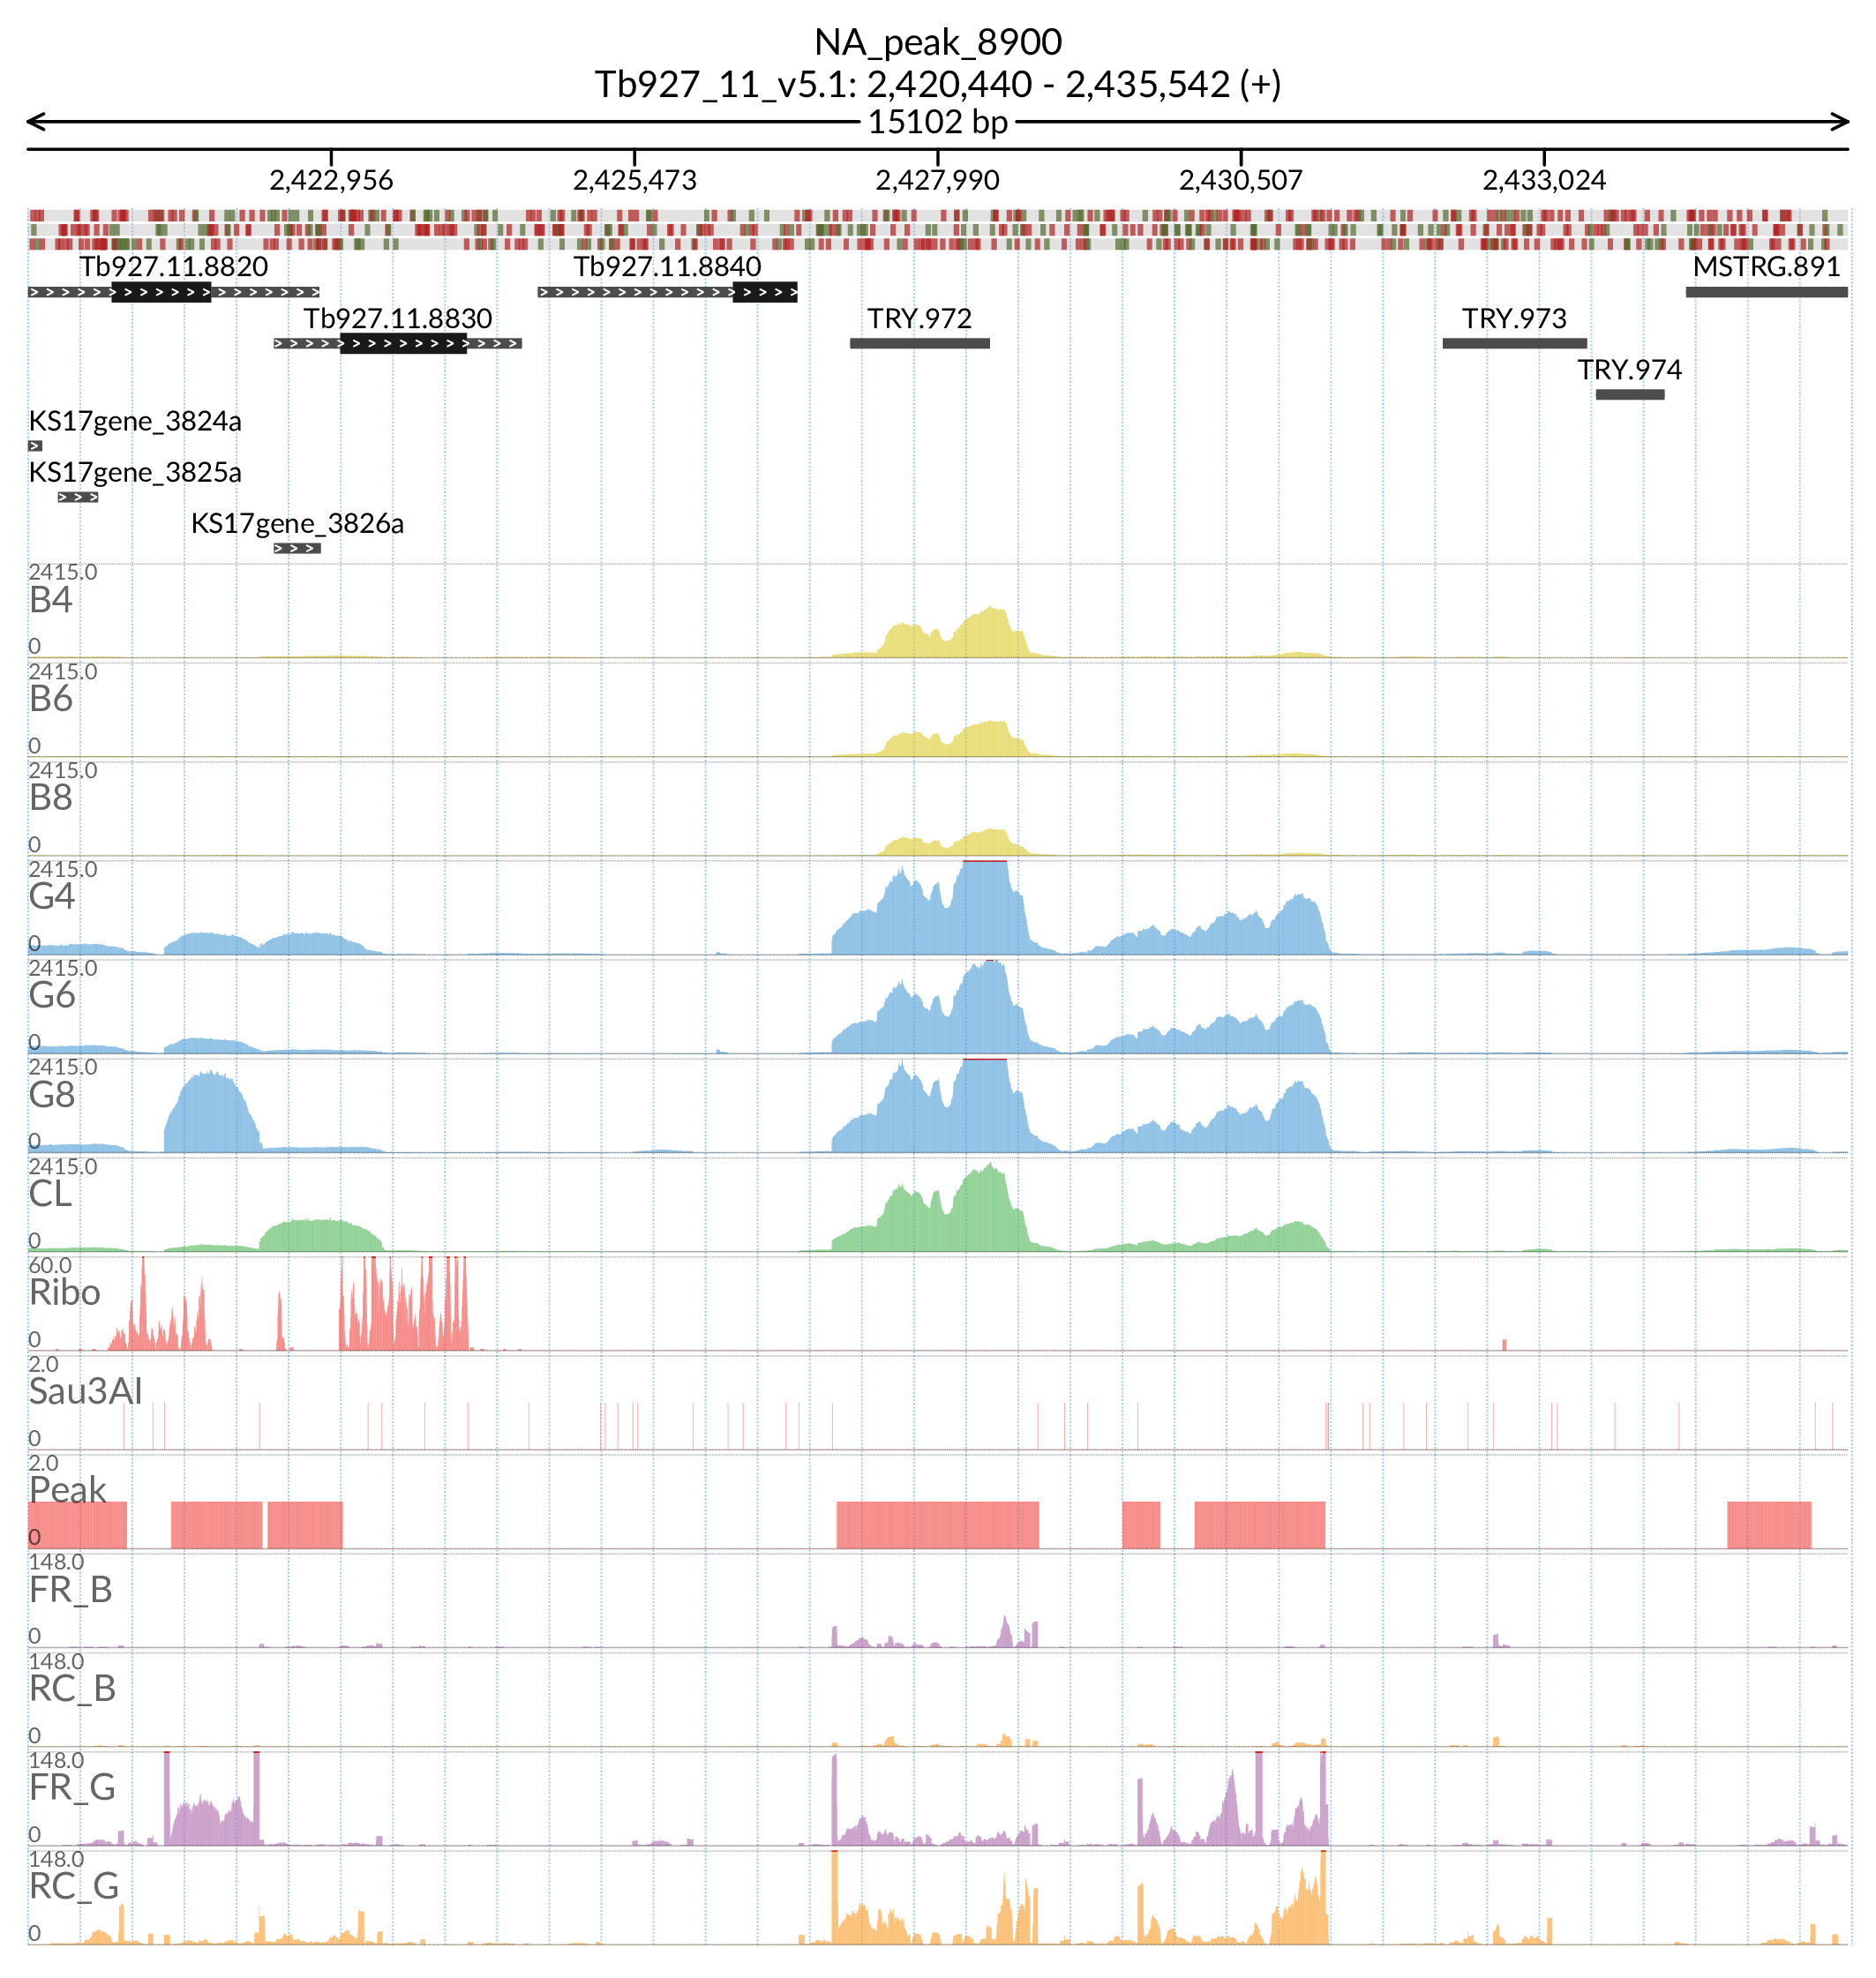 NA_peak_8900
Tb927_11_v5.1: 2,420,440 - 2,435,542 (+)
15102 bp
2,422,956 2,425,473 2,427,990 2,430,507 2,433,024
Tb927.11.8820 Tb927.11.8840 MSTRG.891
Tb927.11.8830 TRY.972 TRY.973
TRY.974
KS17gene_3824a
KS17gene_3825a
KS17gene_3826a
2415.0
B4
0
2415.0
B6
0
2415.0
B8
0
2415.0
G4
0
2415.0
G6
0
2415.0
G8
0
2415.0
CL
0
60.0
Ribo
0
2.0
Sau3AI
0
2.0
Peak
0
148.0
FR_B
0
148.0
RC_B
0
148.0
FR_G
0
148.0
RC_G
0